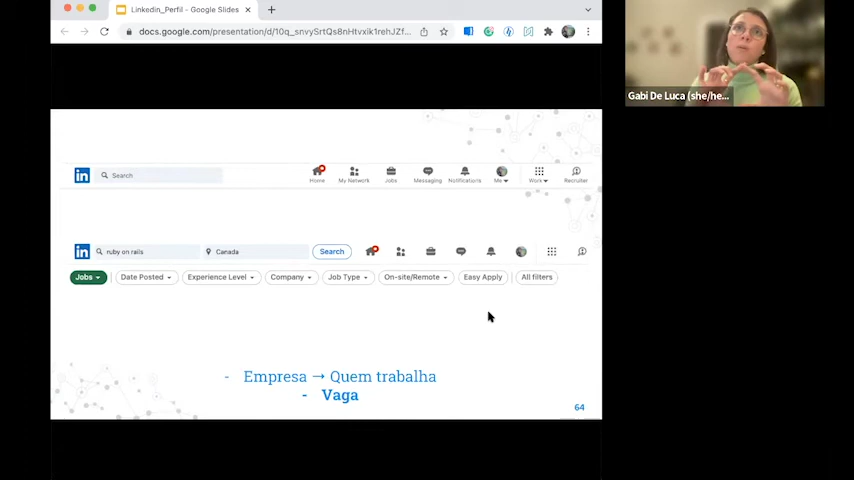 Linkedin_Perfil - Google Slides
docs.google.com/presentation/d/10q_snvySrtQs8nHtvxik1rehJZf...
Gabi De Luca (she/he...
in Search
Home My Network Jobs Messaging Notifications Me Work Recruiter
in ruby on rails Canada Search
Jobs Date Posted Experience Level Company Job Type On-site/Remote Easy Apply All filters
- Empresa → Quem trabalha
- Vaga
64